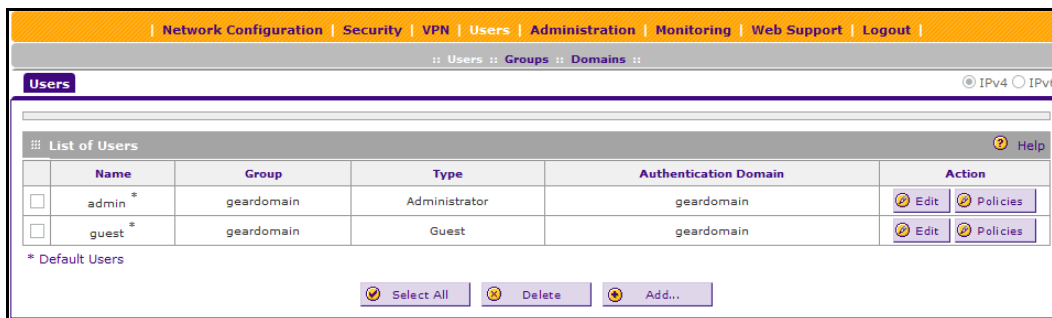 | Network Configuration | Security | VPN | Users | Administration | Monitoring | Web Support | Logout |
:: Users :: Groups :: Domains ::
Users IPv4 IPv6
List of Users Help
Name Group Type Authentication Domain Action
admin * geardomain Administrator geardomain Edit Policies
guest * geardomain Guest geardomain Edit Policies
* Default Users
Select All Delete Add...